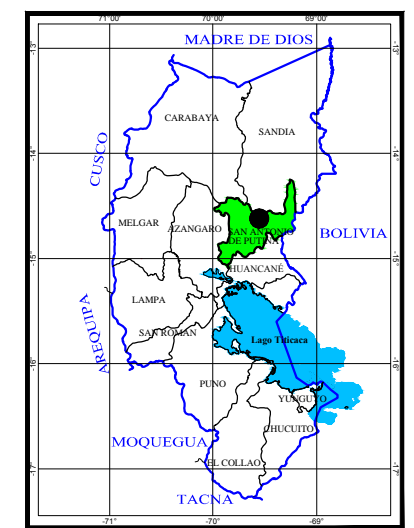 -71°00'
-70°00'
-69°00'
-13°
-13°
MADRE DE DIOS
CARABAYA
SANDIA
CUSCO
-14°
-14°
MELGAR
AZANGARO
SAN ANTONIO
DE PUTINA
BOLIVIA
-15°
-15°
HUANCANÉ
LAMPA
AREQUIPA
SAN ROMAN
Lago Titicaca
-16°
-16°
PUNO
YUNGUYO
CHUCUITO
MOQUEGUA
EL COLLAO
-17°
-17°
TACNA
-71°
-70°
-69°